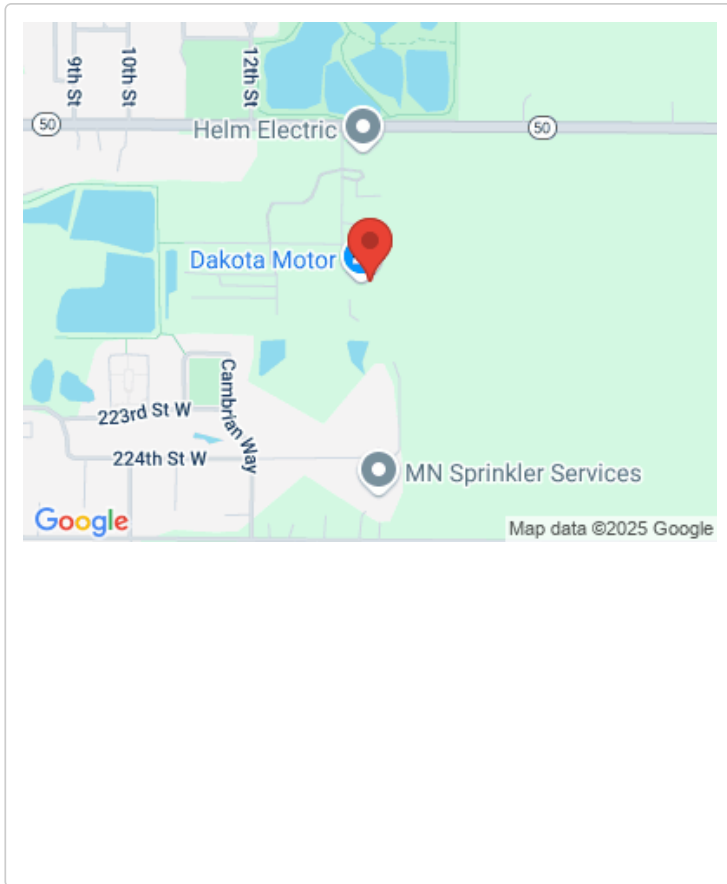 9th St
10th St
12th St
50
Helm Electric
50
Dakota Motor
Cambrian Way
223rd St W
224th St W
MN Sprinkler Services
Google
Map data ©2025 Google